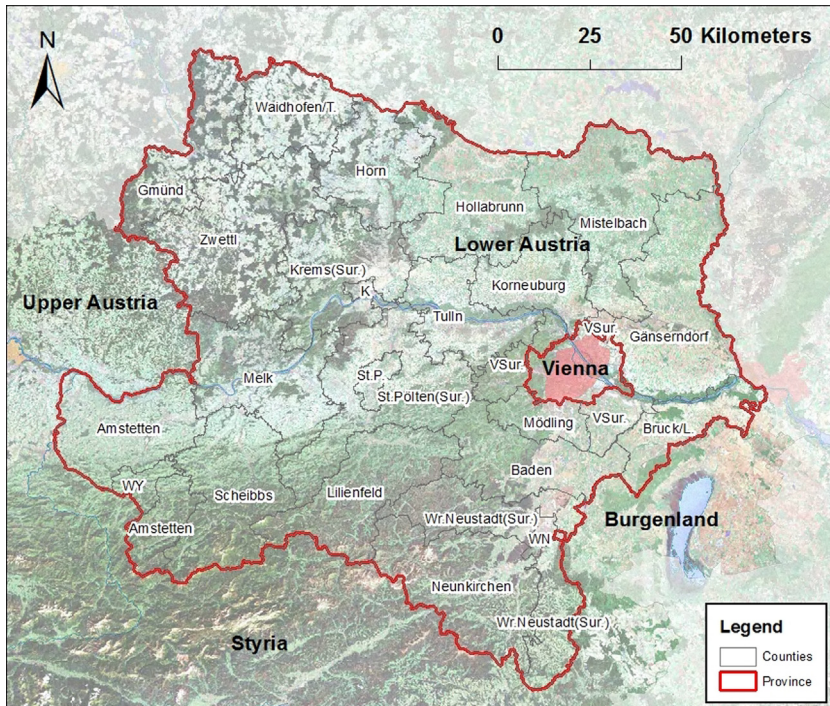 N
0 25 50 Kilometers
Waidhofen/T.
Horn
Gmünd
Hollabrunn
Mistelbach
Zwettl
Lower Austria
Krems(Sur.)
K
Korneuburg
Upper Austria
Tulln
VSur.
Gänserndorf
VSur.
Vienna
Melk
St.P.
St.Pölten(Sur.)
Amstetten
Mödling
VSur.
Bruck/L.
Baden
WY
Scheibbs
Lilienfeld
Amstetten
Wr.Neustadt(Sur.)
Burgenland
WN
Neunkirchen
Wr.Neustadt(Sur.)
Styria
Legend
Counties
Province